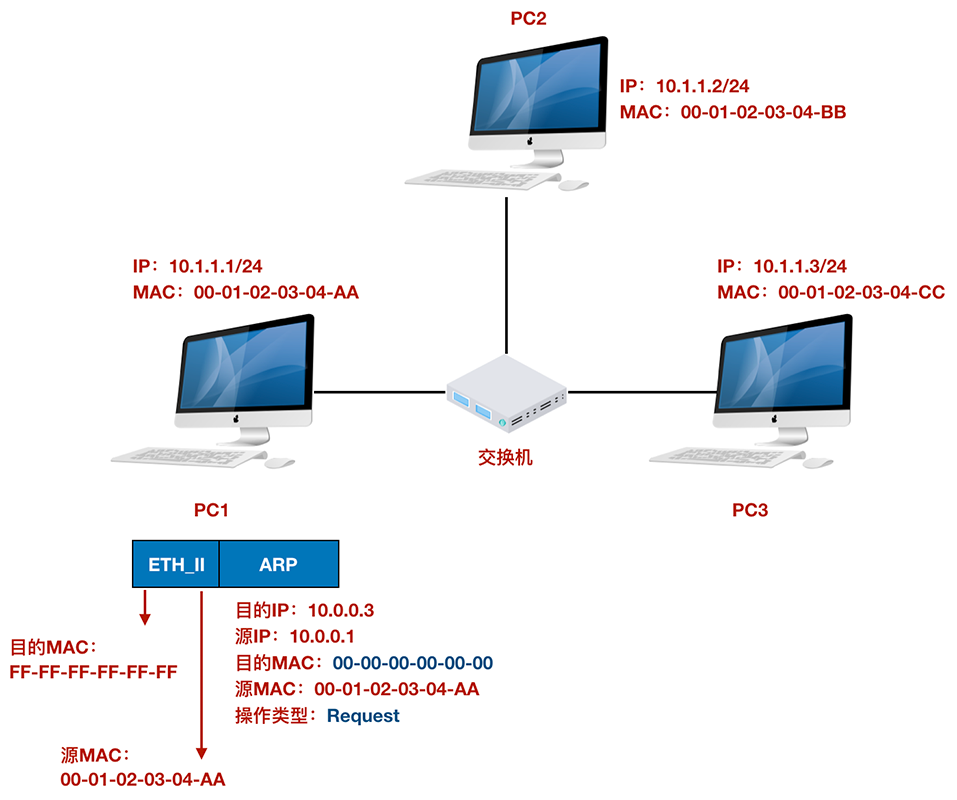 PC2
IP：10.1.1.2/24
MAC：00-01-02-03-04-BB
IP：10.1.1.1/24
MAC：00-01-02-03-04-AA
IP：10.1.1.3/24
MAC：00-01-02-03-04-CC
交换机
PC1
PC3
ETH_II
ARP
目的IP：10.0.0.3
源IP：10.0.0.1
目的MAC：00-00-00-00-00-00
源MAC：00-01-02-03-04-AA
操作类型：Request
目的MAC：
FF-FF-FF-FF-FF-FF
源MAC：
00-01-02-03-04-AA